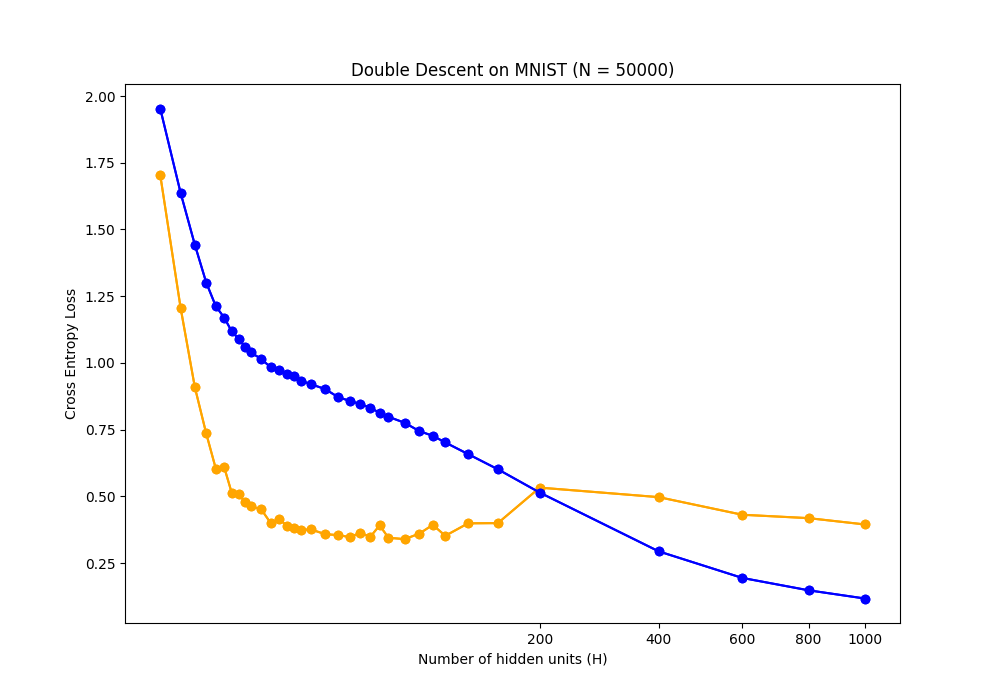 Double Descent on MNIST (N = 50000)
Cross Entropy Loss
2.00
1.75
1.50
1.25
1.00
0.75
0.50
0.25
200 400 600 800 1000
Number of hidden units (H)